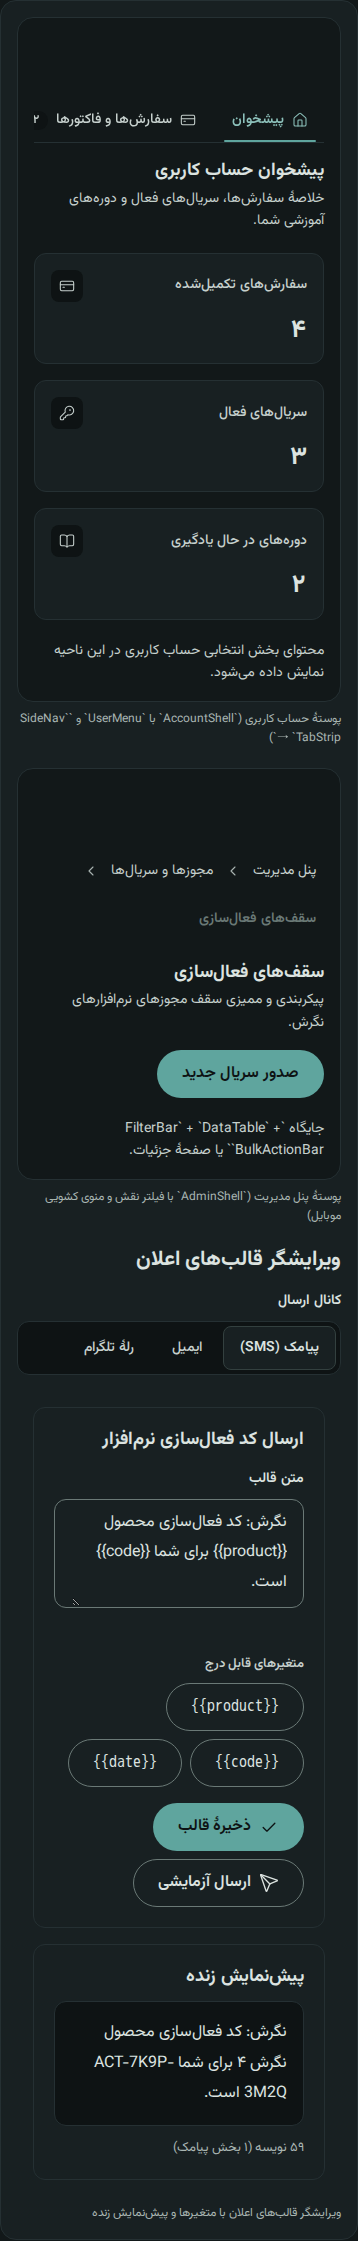 پیشخوان
سفارش‌ها و فاکتورها ۲
پیشخوان حساب کاربری
خلاصهٔ سفارش‌ها، سریال‌های فعال و دوره‌های
آموزشی شما.
سفارش‌های تکمیل‌شده
۴
سریال‌های فعال
۳
دوره‌های در حال یادگیری
۲
محتوای بخش انتخابی حساب کاربری در این ناحیه
نمایش داده می‌شود.
پوستهٔ حساب کاربری (`AccountShell` با `UserMenu` و `SideNav`
→ `TabStrip`)
پنل مدیریت
مجوزها و سریال‌ها
سقف‌های فعال‌سازی
سقف‌های فعال‌سازی
پیکربندی و ممیزی سقف مجوزهای نرم‌افزارهای
نگرش.
صدور سریال جدید
جایگاه `FilterBar` + `DataTable` +
`BulkActionBar` یا صفحهٔ جزئیات.
پوستهٔ پنل مدیریت (`AdminShell` با فیلتر نقش و منوی کشویی
موبایل)
ویرایشگر قالب‌های اعلان
کانال ارسال
پیامک (SMS)
ایمیل
رلهٔ تلگرام
ارسال کد فعال‌سازی نرم‌افزار
متن قالب
نگرش: کد فعال‌سازی محصول
{{product}} برای شما {{code}}
است.
متغیرهای قابل درج
{{product}}
{{code}}
{{date}}
ذخیرهٔ قالب
ارسال آزمایشی
پیش‌نمایش زنده
نگرش: کد فعال‌سازی محصول
نگرش ۴ برای شما ACT-7K9P-
3M2Q است.
۵۹ نویسه (۱ بخش پیامک)
ویرایشگر قالب‌های اعلان با متغیرها و پیش‌نمایش زنده